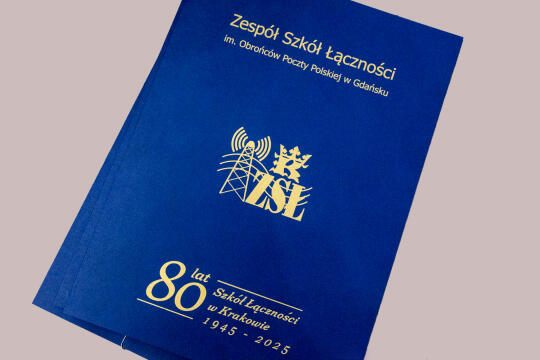 Zespół Szkół Łączności
im. Obrońców Poczty Polskiej w Gdańsku
K
ZSŁ
80 lat
Szkół Łączności
w Krakowie
1945 - 2025